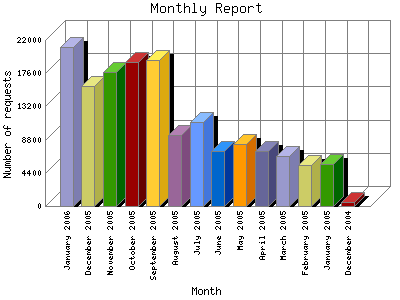 Monthly Report
22000
17600
13200
8800
4400
0
Number of requests
January 2006
December 2005
November 2005
October 2005
September 2005
August 2005
July 2005
June 2005
May 2005
April 2005
March 2005
February 2005
January 2005
December 2004
Month